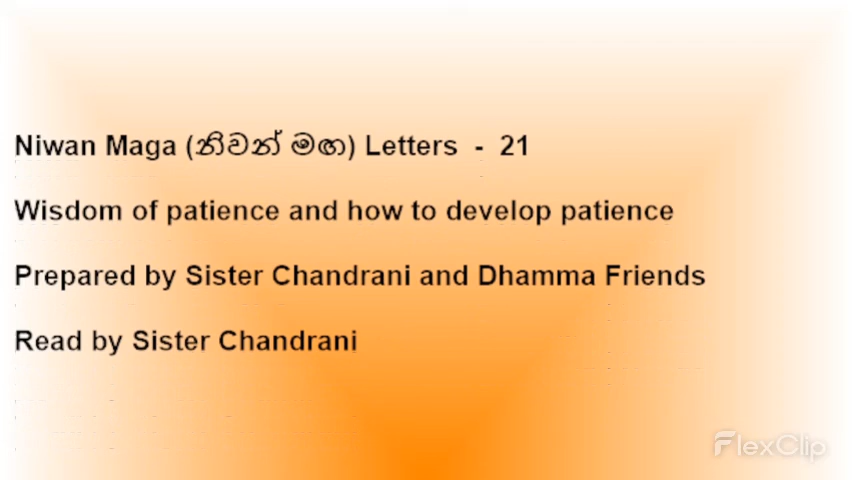 Niwan Maga (නිවන් මඟ) Letters - 21
Wisdom of patience and how to develop patience
Prepared by Sister Chandrani and Dhamma Friends
Read by Sister Chandrani
FlexClip